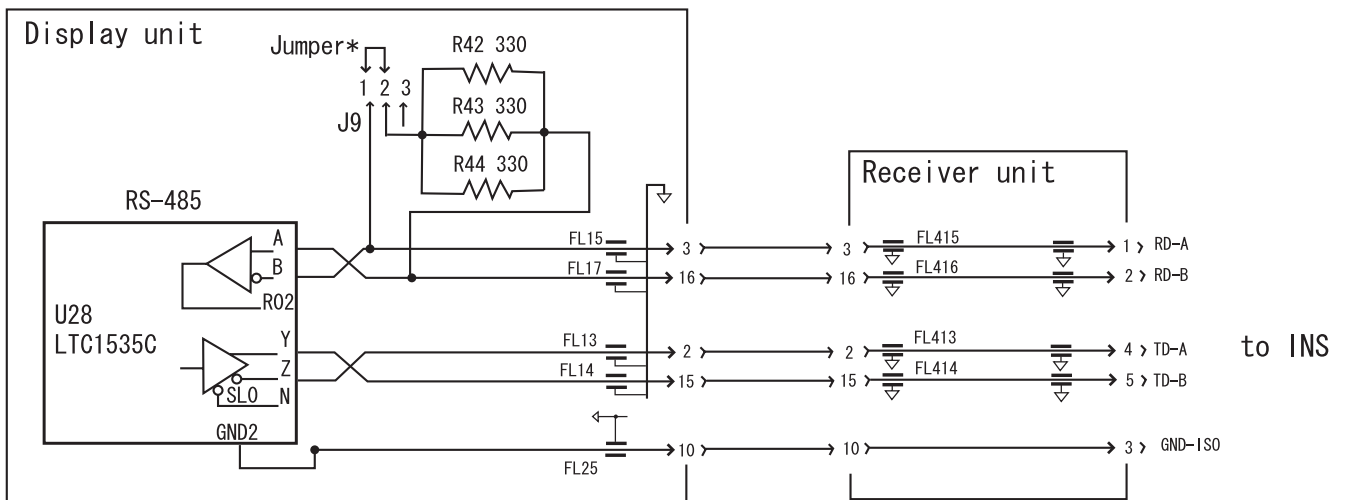 Display unit
Jumper*
R42 330
1 2 3
R43 330
J9
R44 330
Receiver unit
RS-485
A
FL15
3
3
FL415
1
RD-A
B
FL17
16
16
FL416
2
RD-B
RO2
U28
LTC1535C
Y
FL13
2
2
FL413
4
TD-A
to INS
Z
FL14
15
15
FL414
5
TD-B
SLO
N
GND2
10
10
3
GND-ISO
FL25